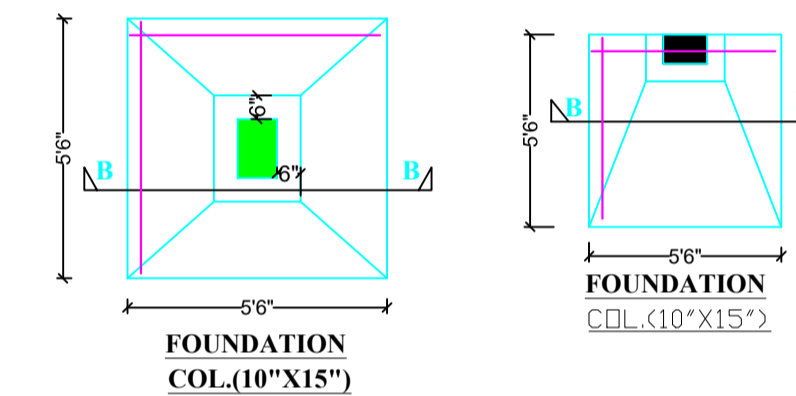 6"
5'6"
B
6"
B
5'6"
FOUNDATION
COL.(10"X15")
5'6"
B
5'6"
FOUNDATION
COL.(10"X15")